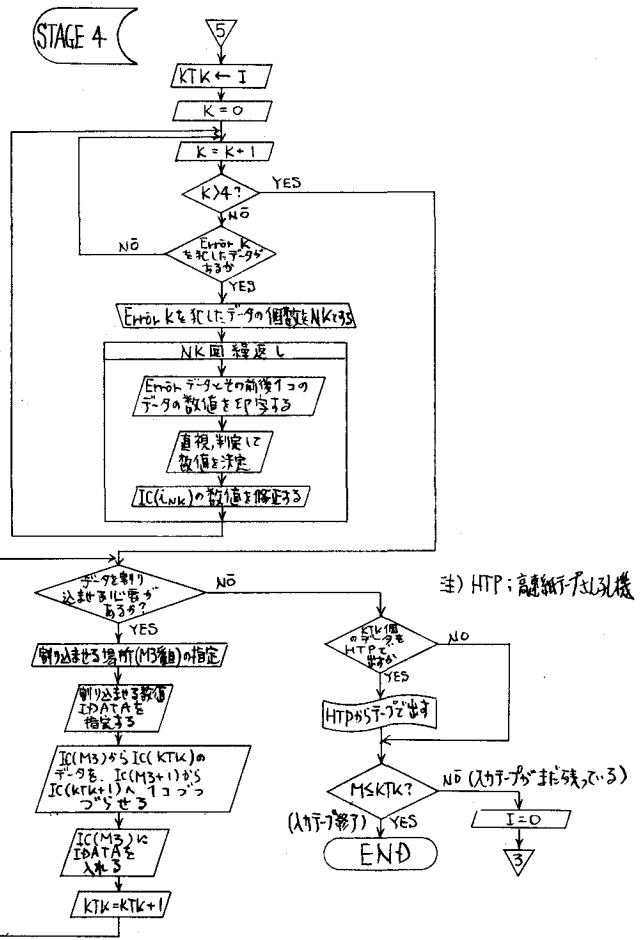 STAGE 4
5
KTK ← I
K = 0
K = K + 1
K>4?
YES
NO
Error K
を犯したデータが
あるか
NO
YES
Error Kを犯したデータの個数をNKとする
NK回繰返し
Errorデータとその前後1コの
データの数値を印字する
直視,判定して
数値を決定
IC(iNK)の数値を修正する
データを割り
込ませる必要が
あるか?
NO
YES
注) HTP;高速紙テープさん孔機
割り込ませる場所(M3番目)の指定
割り込ませる数値
IDATAを
指定する
IC(M3)からIC(KTK)の
データを、IC(M3+1)から
IC(KTK+1)へ1コづつ
づらせる
IC(M3)に
IDATAを
入れる
KTK=KTK+1
KTK個
のデータを
HTPで
出すか
NO
YES
HTPからテープで出す
M≤KTK?
NO (入力テープがまだ残っている)
(入力テープ終了)
YES
END
I=0
3